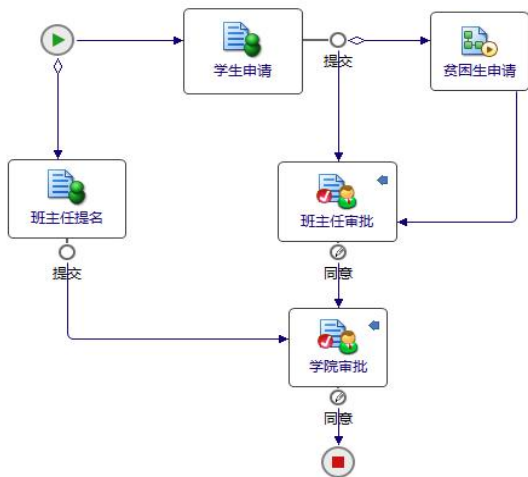 学生申请
提交
贫困生申请
班主任提名
班主任审批
提交
同意
学院审批
同意